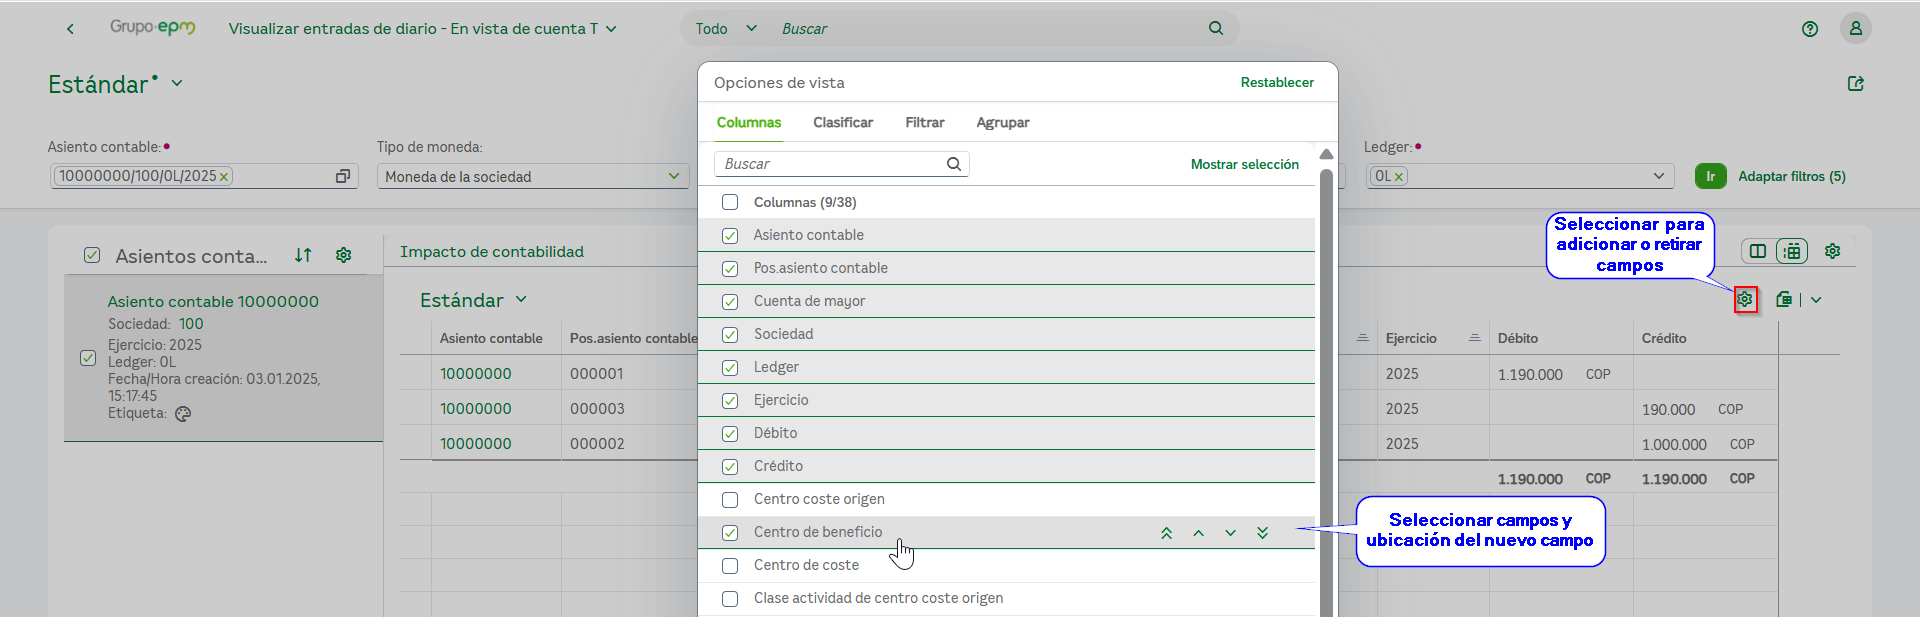 Grupo·epm
Visualizar entradas de diario - En vista de cuenta T
Todo
Buscar
Estándar
Opciones de vista
Restablecer
Columnas
Clasificar
Filtrar
Agrupar
Asiento contable:
Tipo de moneda:
Ledger:
10000000/100/0L/2025
Moneda de la sociedad
0L
Ir
Adaptar filtros (5)
Buscar
Mostrar selección
Columnas (9/38)
Asiento contable
Pos.asiento contable
Cuenta de mayor
Sociedad
Ledger
Ejercicio
Débito
Crédito
Centro coste origen
Centro de beneficio
Centro de coste
Clase actividad de centro coste origen
Seleccionar para
adicionar o retirar
campos
Seleccionar campos y
ubicación del nuevo campo
Asientos conta...
Asiento contable 10000000
Sociedad: 100
Ejercicio: 2025
Ledger: 0L
Fecha/Hora creación: 03.01.2025,
15:17:45
Etiqueta:
Impacto de contabilidad
Estándar
Asiento contable Pos.asiento contable Ejercicio Débito Crédito
10000000 000001 2025 1.190.000 COP
10000000 000003 2025 190.000 COP
10000000 000002 2025 1.000.000 COP
1.190.000 COP 1.190.000 COP